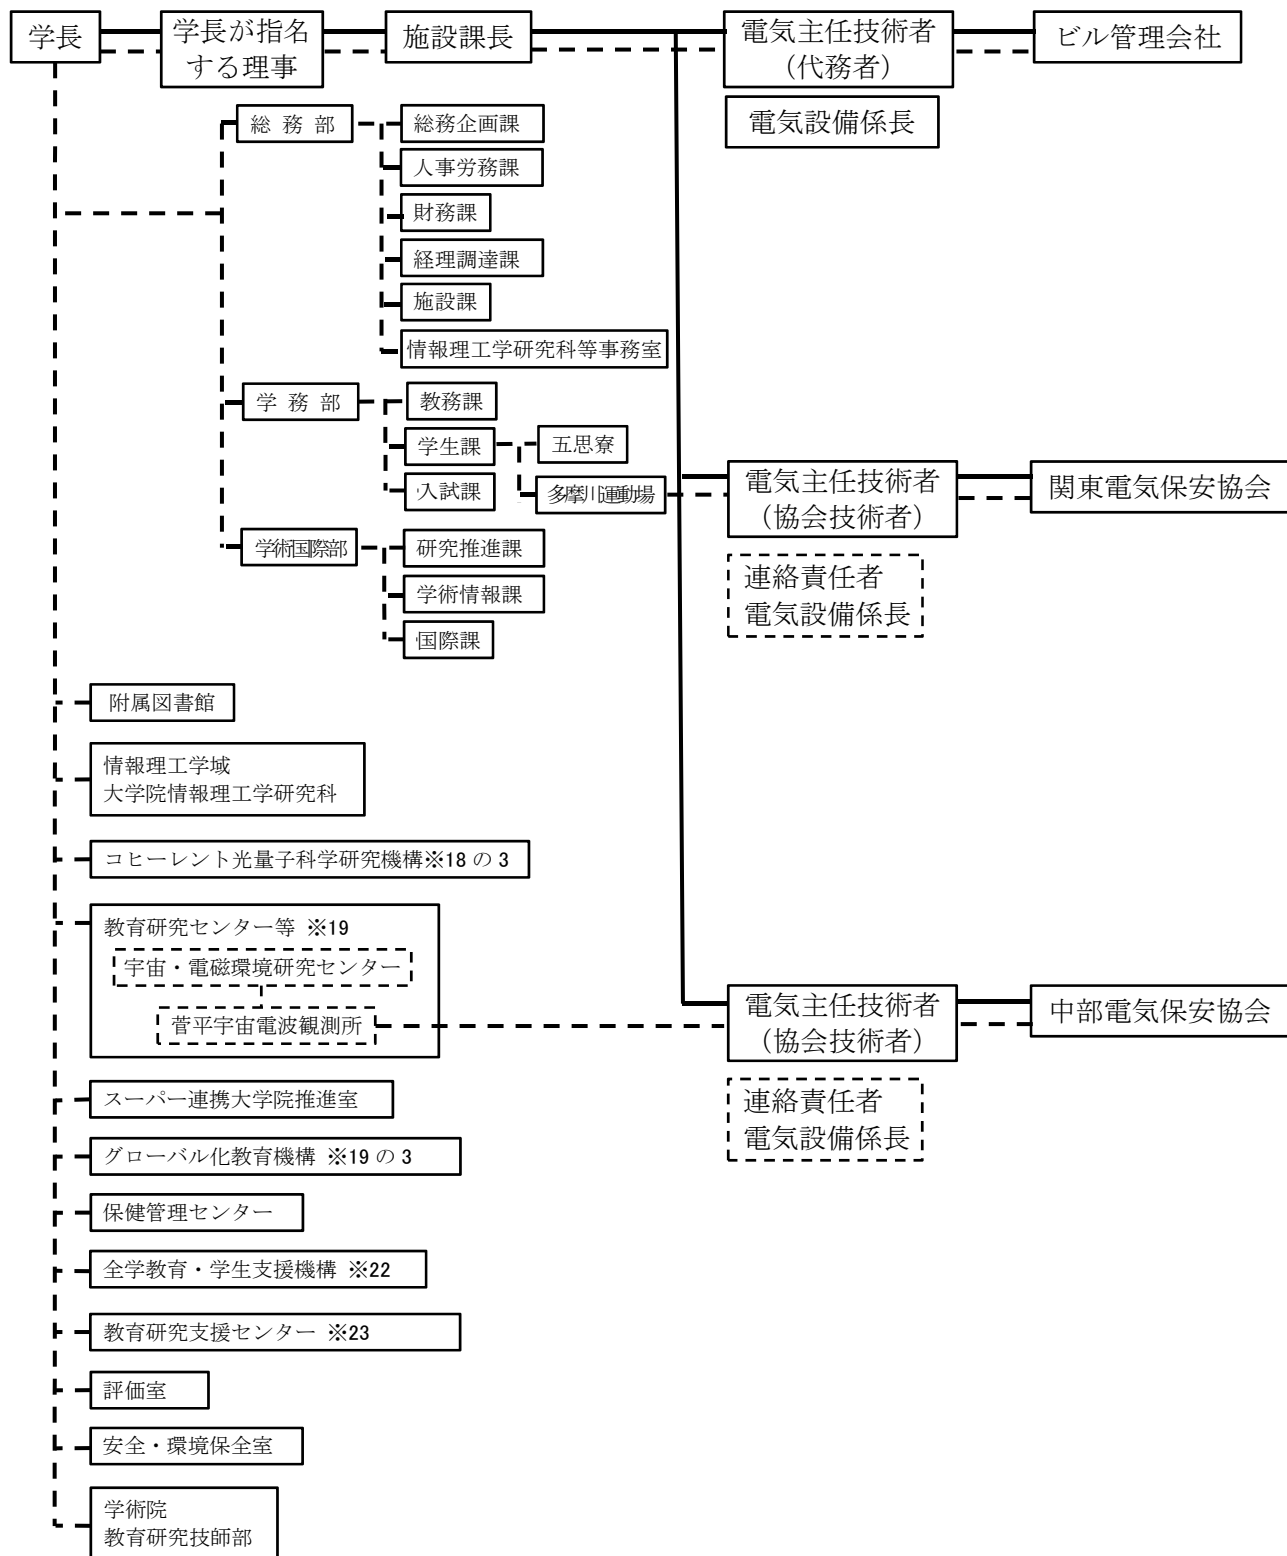 学長
学長が指名
する理事
施設課長
電気主任技術者
（代務者）
ビル管理会社
電気設備係長
総 務 部
総務企画課
人事労務課
財務課
経理調達課
施設課
情報理工学研究科等事務室
学 務 部
教務課
学生課
五思寮
入試課
多摩川運動場
電気主任技術者
（協会技術者）
関東電気保安協会
連絡責任者
電気設備係長
学術国際部
研究推進課
学術情報課
国際課
附属図書館
情報理工学域
大学院情報理工学研究科
コヒーレント光量子科学研究機構※18 の 3
教育研究センター等 ※19
宇宙・電磁環境研究センター
菅平宇宙電波観測所
電気主任技術者
（協会技術者）
中部電気保安協会
連絡責任者
電気設備係長
スーパー連携大学院推進室
グローバル化教育機構 ※19 の 3
保健管理センター
全学教育・学生支援機構 ※22
教育研究支援センター ※23
評価室
安全・環境保全室
学術院
教育研究技師部